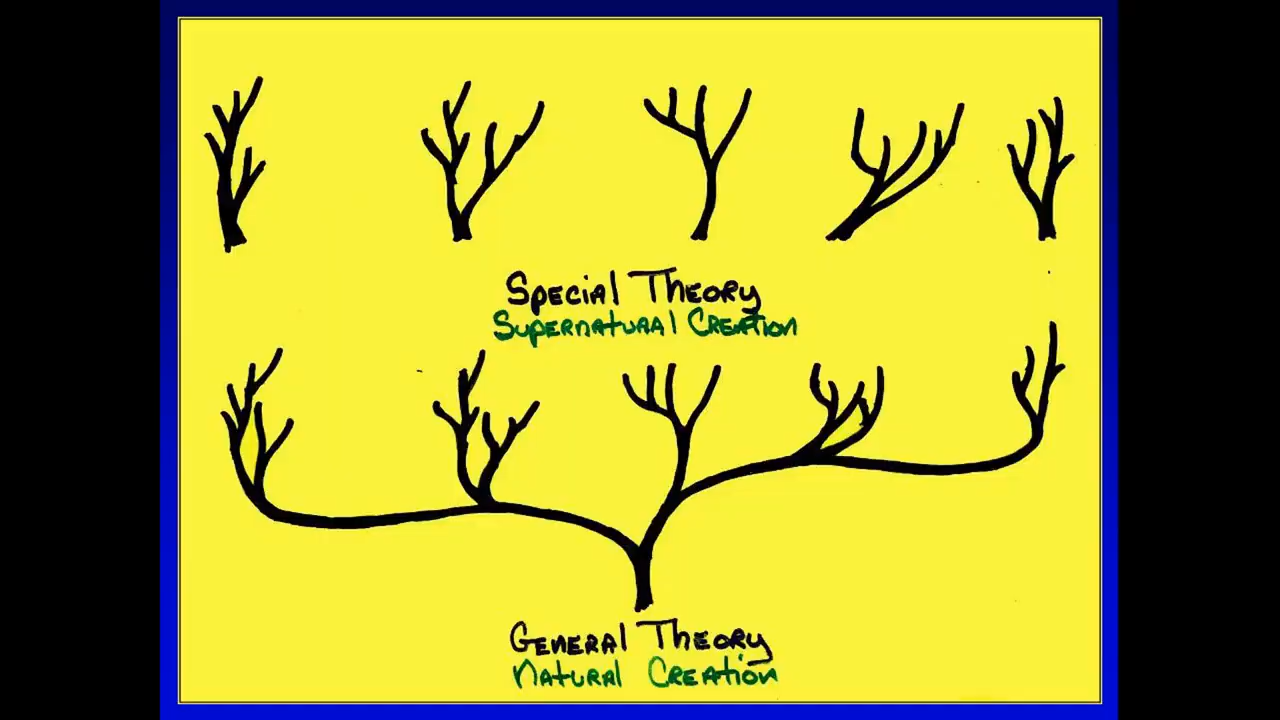 Special Theory
Supernatural Creation
General Theory
Natural Creation